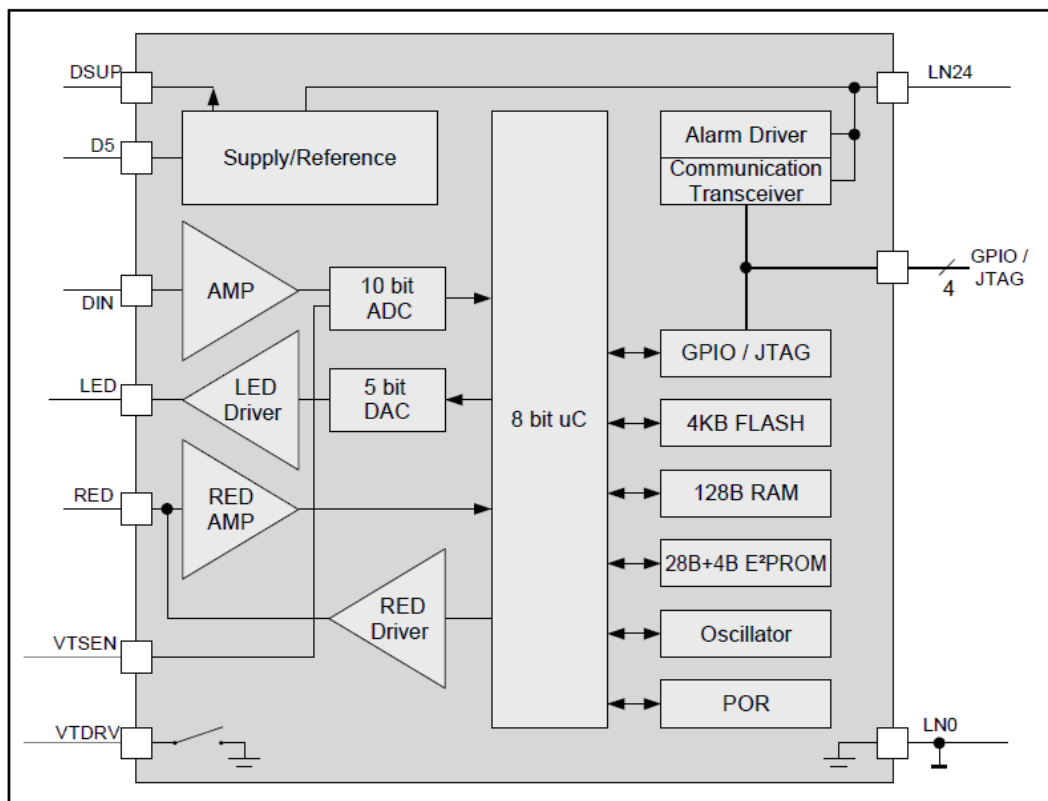 DSUP
LN24
D5
Supply/Reference
Alarm Driver
Communication
Transceiver
DIN
AMP
10 bit
ADC
GPIO /
JTAG
4
LED
LED
Driver
5 bit
DAC
8 bit uC
GPIO / JTAG
4KB FLASH
RED
RED
AMP
128B RAM
28B+4B E²PROM
RED
Driver
Oscillator
VTSEN
POR
VTDRV
LN0